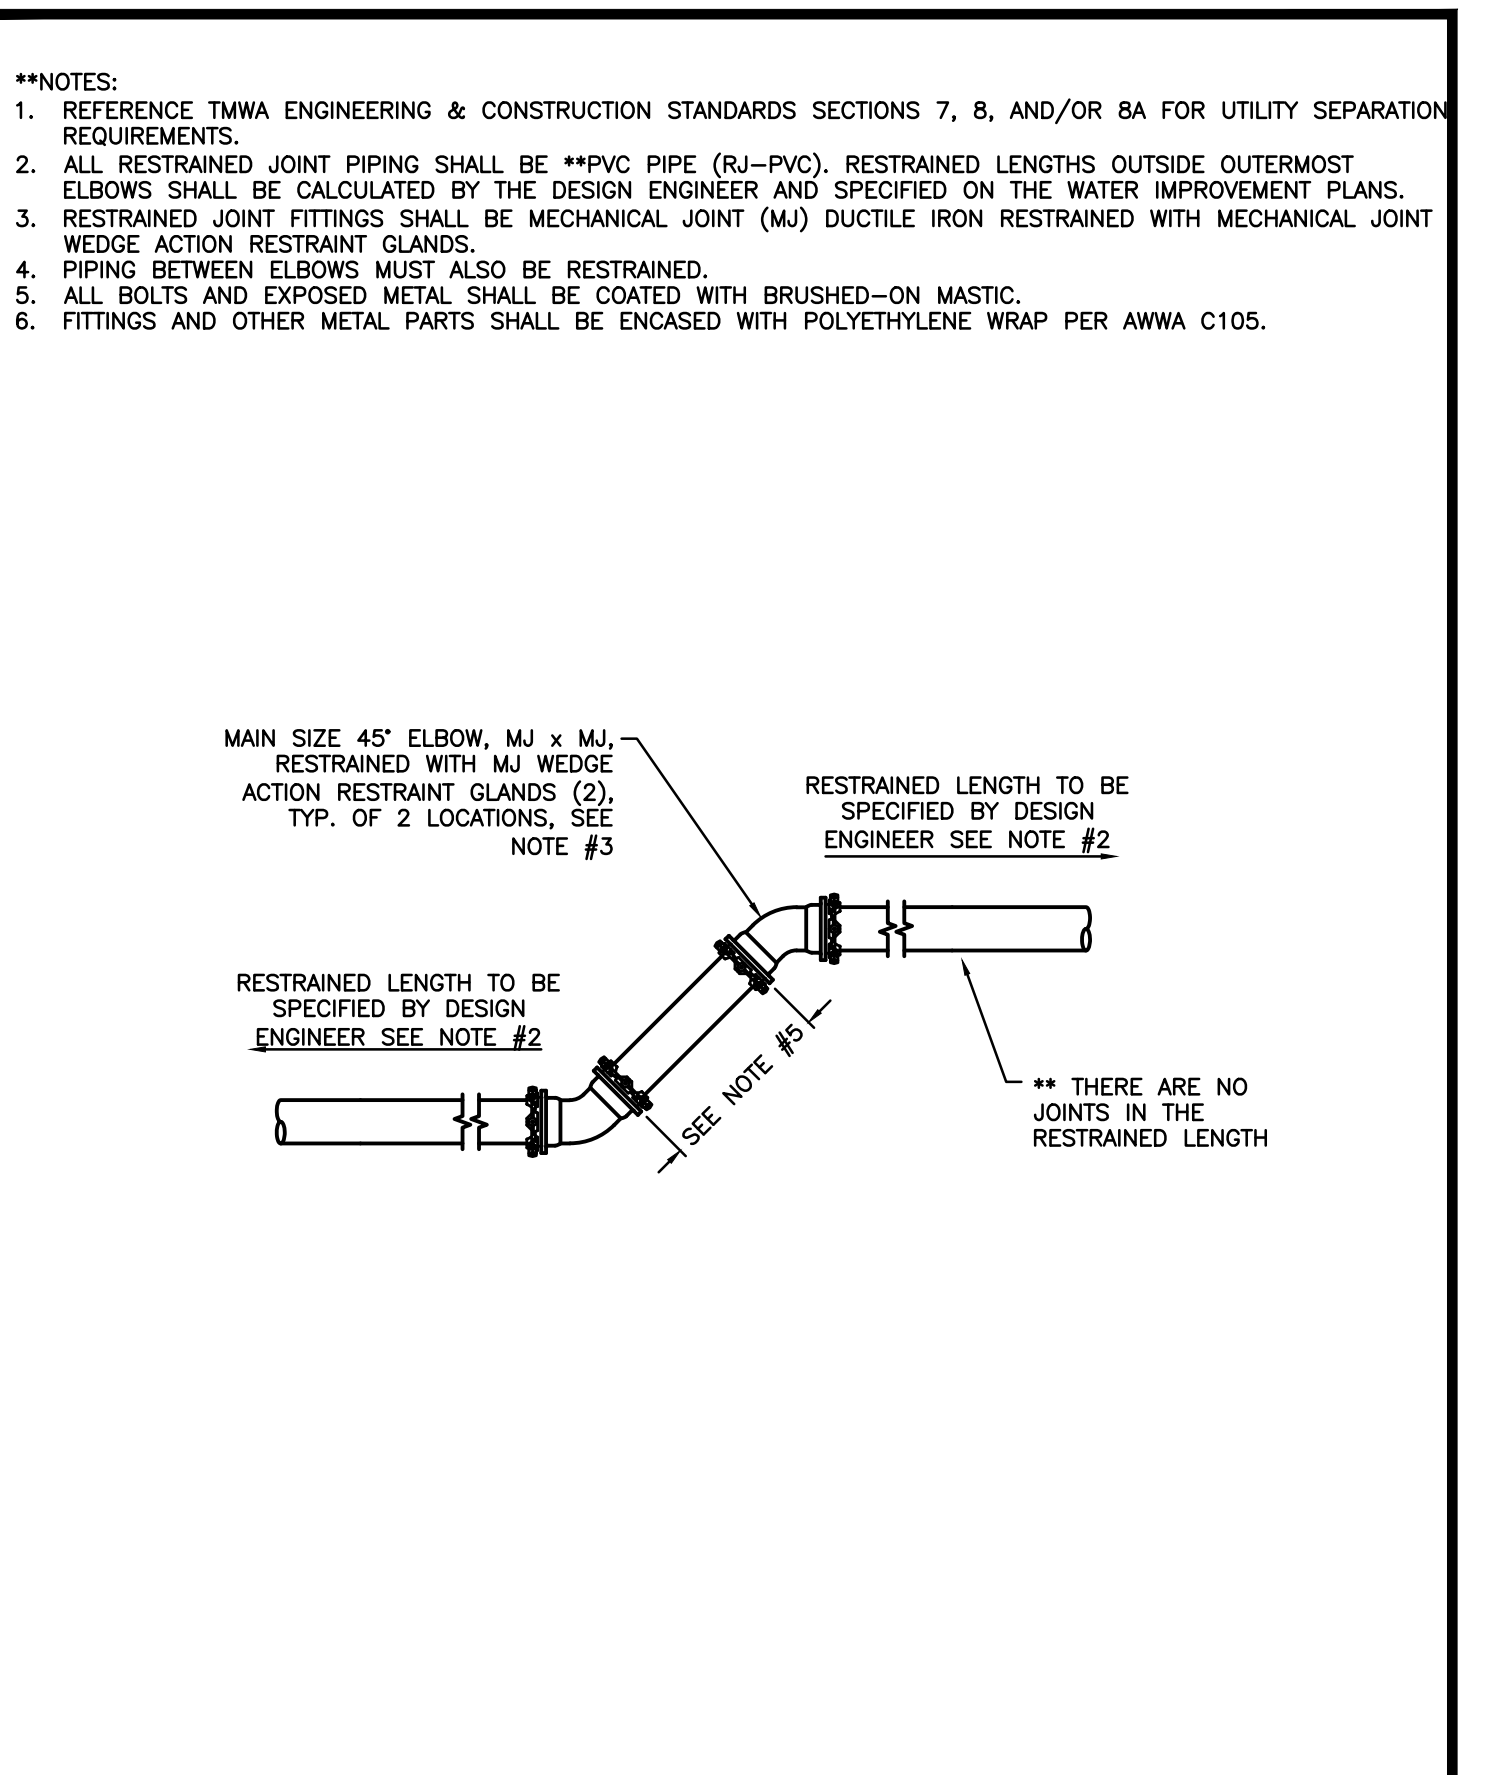 **NOTES:
1. REFERENCE TMWA ENGINEERING & CONSTRUCTION STANDARDS SECTIONS 7, 8, AND/OR 8A FOR UTILITY SEPARATION
REQUIREMENTS.
2. ALL RESTRAINED JOINT PIPING SHALL BE **PVC PIPE (RJ-PVC). RESTRAINED LENGTHS OUTSIDE OUTERMOST
ELBOWS SHALL BE CALCULATED BY THE DESIGN ENGINEER AND SPECIFIED ON THE WATER IMPROVEMENT PLANS.
3. RESTRAINED JOINT FITTINGS SHALL BE MECHANICAL JOINT (MJ) DUCTILE IRON RESTRAINED WITH MECHANICAL JOINT
WEDGE ACTION RESTRAINT GLANDS.
4. PIPING BETWEEN ELBOWS MUST ALSO BE RESTRAINED.
5. ALL BOLTS AND EXPOSED METAL SHALL BE COATED WITH BRUSHED-ON MASTIC.
6. FITTINGS AND OTHER METAL PARTS SHALL BE ENCASED WITH POLYETHYLENE WRAP PER AWWA C105.
MAIN SIZE 45° ELBOW, MJ x MJ,
RESTRAINED WITH MJ WEDGE
ACTION RESTRAINT GLANDS (2),
TYP. OF 2 LOCATIONS, SEE
NOTE #3
RESTRAINED LENGTH TO BE
SPECIFIED BY DESIGN
ENGINEER SEE NOTE #2
RESTRAINED LENGTH TO BE
SPECIFIED BY DESIGN
ENGINEER SEE NOTE #2
SEE NOTE #5
** THERE ARE NO
JOINTS IN THE
RESTRAINED LENGTH